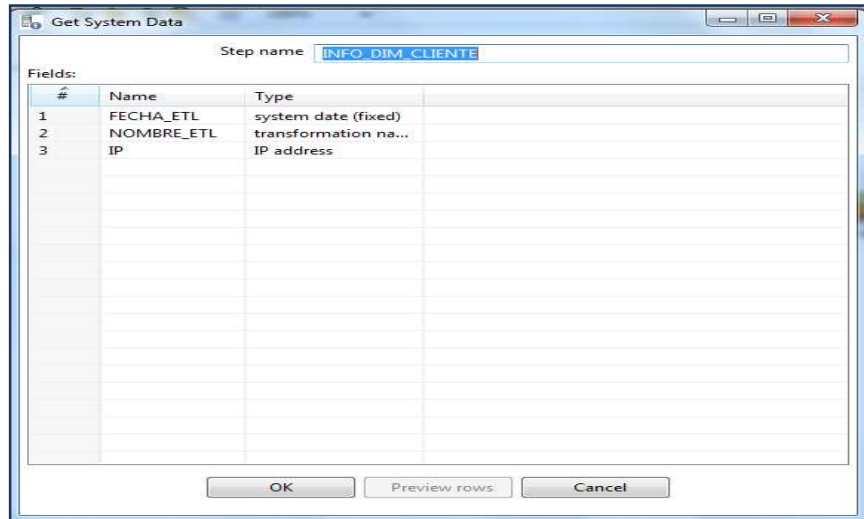 Get System Data
Step name INFO_DIM_CLIENTE
Fields:
# Name Type
1 FECHA_ETL system date (fixed)
2 NOMBRE_ETL transformation na...
3 IP IP address
OK Preview rows Cancel